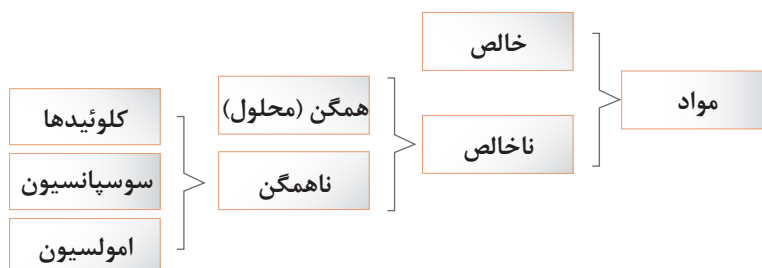 مواد
خالص
ناخالص
همگن (محلول)
ناهمگن
کلوئیدها
سوسپانسیون
امولسیون